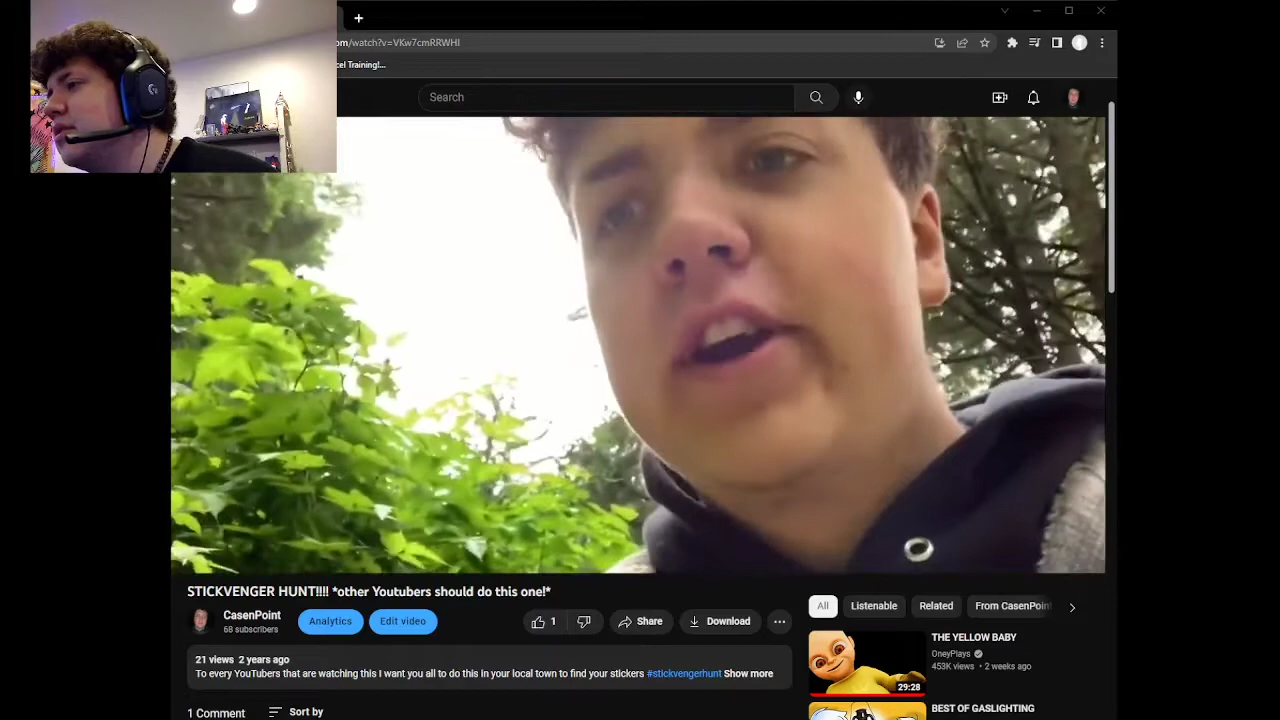 om/watch?v=VKw7cmRRWHI
cel Training!...
Search
STICKVENGER HUNT!!!! *other Youtubers should do this one!*
CasenPoint
68 subscribers
Analytics
Edit video
1
Share
Download
21 views 2 years ago
To every YouTubers that are watching this I want you all to do this in your local town to find your stickers #stickvengerhunt Show more
1 Comment
Sort by
All
Listenable
Related
From CasenPoint
29:28
THE YELLOW BABY
OneyPlays
453K views • 2 weeks ago
BEST OF GASLIGHTING